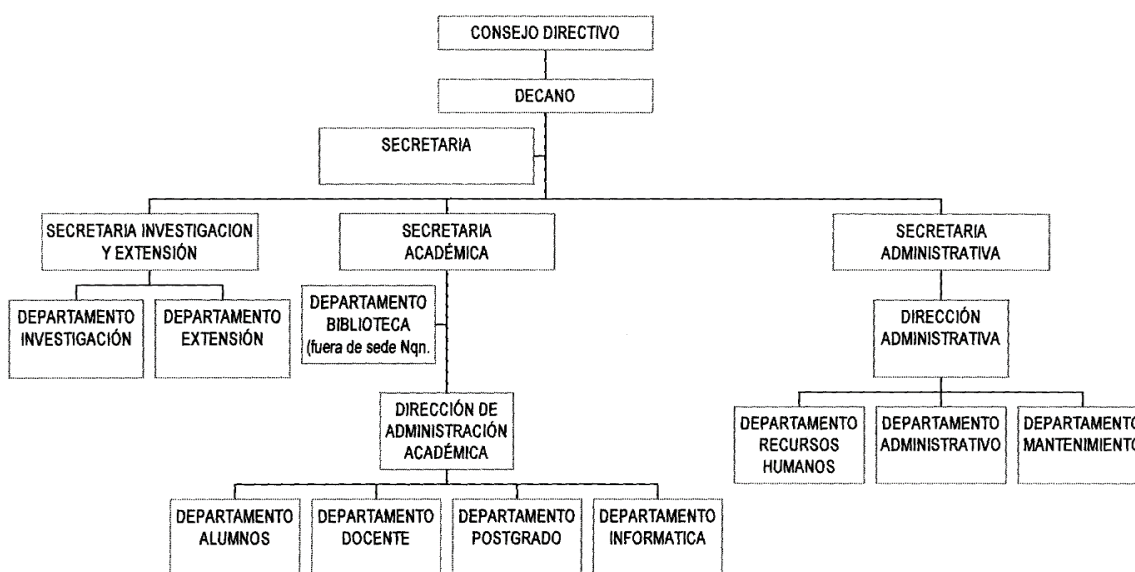 CONSEJO DIRECTIVO
DECANO
SECRETARIA
SECRETARIA INVESTIGACION
Y EXTENSIÓN
SECRETARIA
ACADÉMICA
SECRETARIA
ADMINISTRATIVA
DEPARTAMENTO
INVESTIGACIÓN
DEPARTAMENTO
EXTENSIÓN
DEPARTAMENTO
BIBLIOTECA
(fuera de sede Nqn.
DIRECCIÓN
ADMINISTRATIVA
DIRECCIÓN DE
ADMINISTRACIÓN
ACADÉMICA
DEPARTAMENTO
RECURSOS
HUMANOS
DEPARTAMENTO
ADMINISTRATIVO
DEPARTAMENTO
MANTENIMIENTO
DEPARTAMENTO
ALUMNOS
DEPARTAMENTO
DOCENTE
DEPARTAMENTO
POSTGRADO
DEPARTAMENTO
INFORMATICA